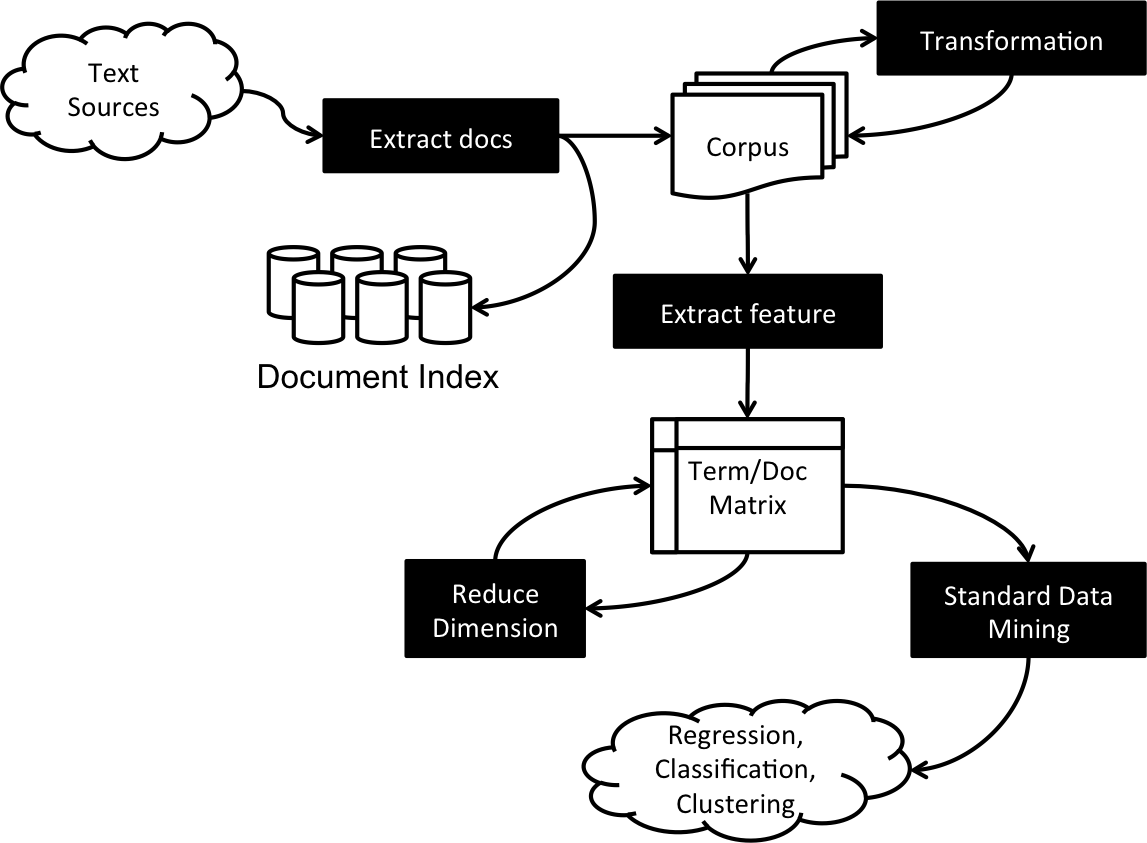 Text
Sources
Extract docs
Transformation
Corpus
Document Index
Extract feature
Term/Doc
Matrix
Reduce
Dimension
Standard Data
Mining
Regression,
Classification,
Clustering